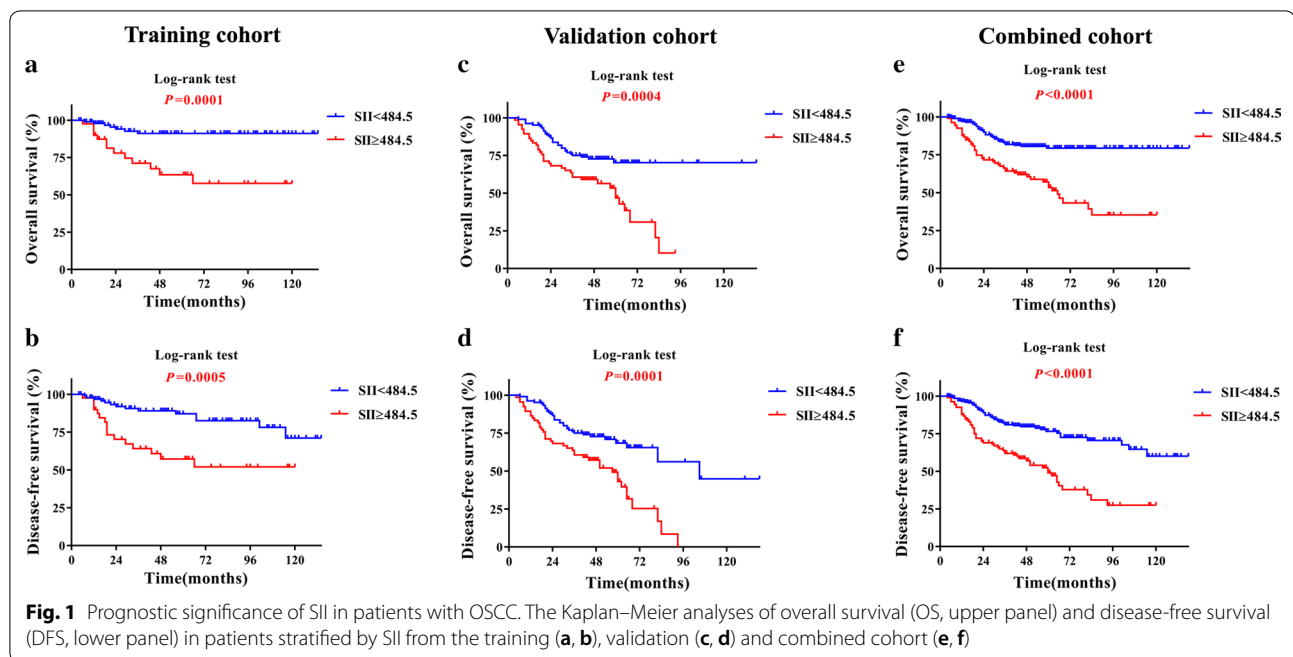 Training cohort
Validation cohort
Combined cohort
a
Log-rank test
P=0.0001
SII<484.5
SII≥484.5
Overall survival (%)
100
75
50
25
0
0 24 48 72 96 120
Time(months)
c
Log-rank test
P=0.0004
SII<484.5
SII≥484.5
Overall survival (%)
100
75
50
25
0
0 24 48 72 96 120
Time(months)
e
Log-rank test
P<0.0001
SII<484.5
SII≥484.5
Overall survival (%)
100
75
50
25
0
0 24 48 72 96 120
Time(months)
b
Log-rank test
P=0.0005
SII<484.5
SII≥484.5
Disease-free survival (%)
100
75
50
25
0
0 24 48 72 96 120
Time(months)
d
Log-rank test
P=0.0001
SII<484.5
SII≥484.5
Disease-free survival (%)
100
75
50
25
0
0 24 48 72 96 120
Time(months)
f
Log-rank test
P<0.0001
SII<484.5
SII≥484.5
Disease-free survival (%)
100
75
50
25
0
0 24 48 72 96 120
Time(months)
Fig. 1 Prognostic significance of SII in patients with OSCC. The Kaplan–Meier analyses of overall survival (OS, upper panel) and disease-free survival
(DFS, lower panel) in patients stratified by SII from the training (a, b), validation (c, d) and combined cohort (e, f)